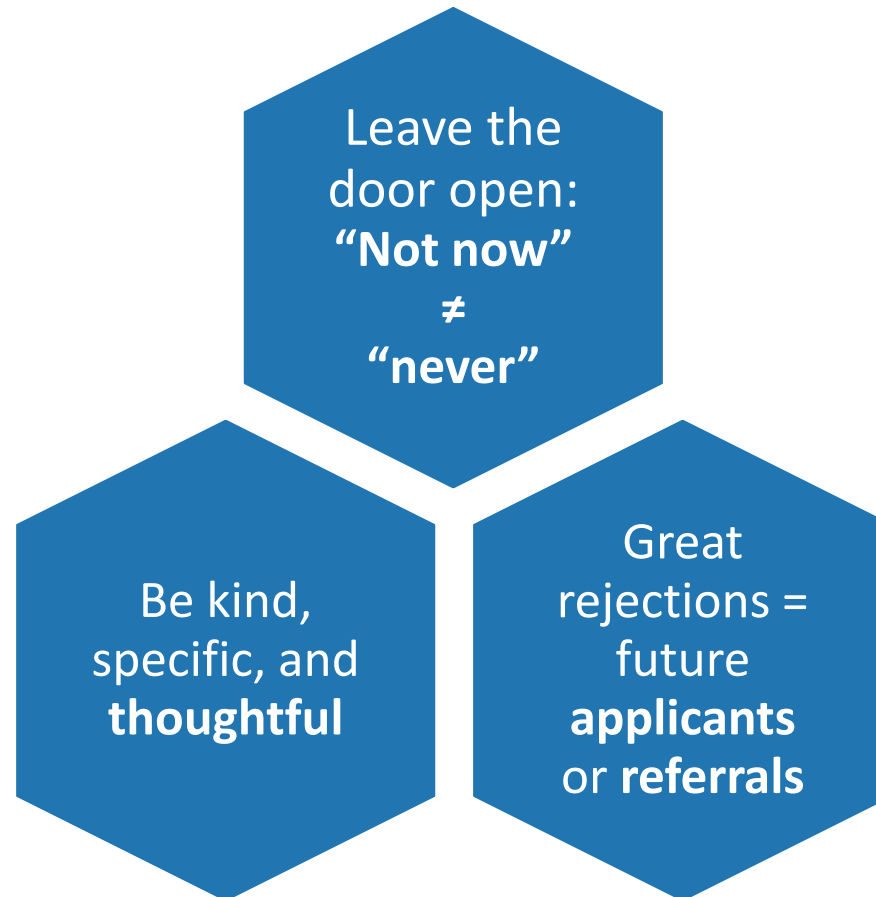 Leave the
door open:
“Not now”
≠
“never”
Be kind,
specific, and
thoughtful
Great
rejections =
future
applicants
or referrals